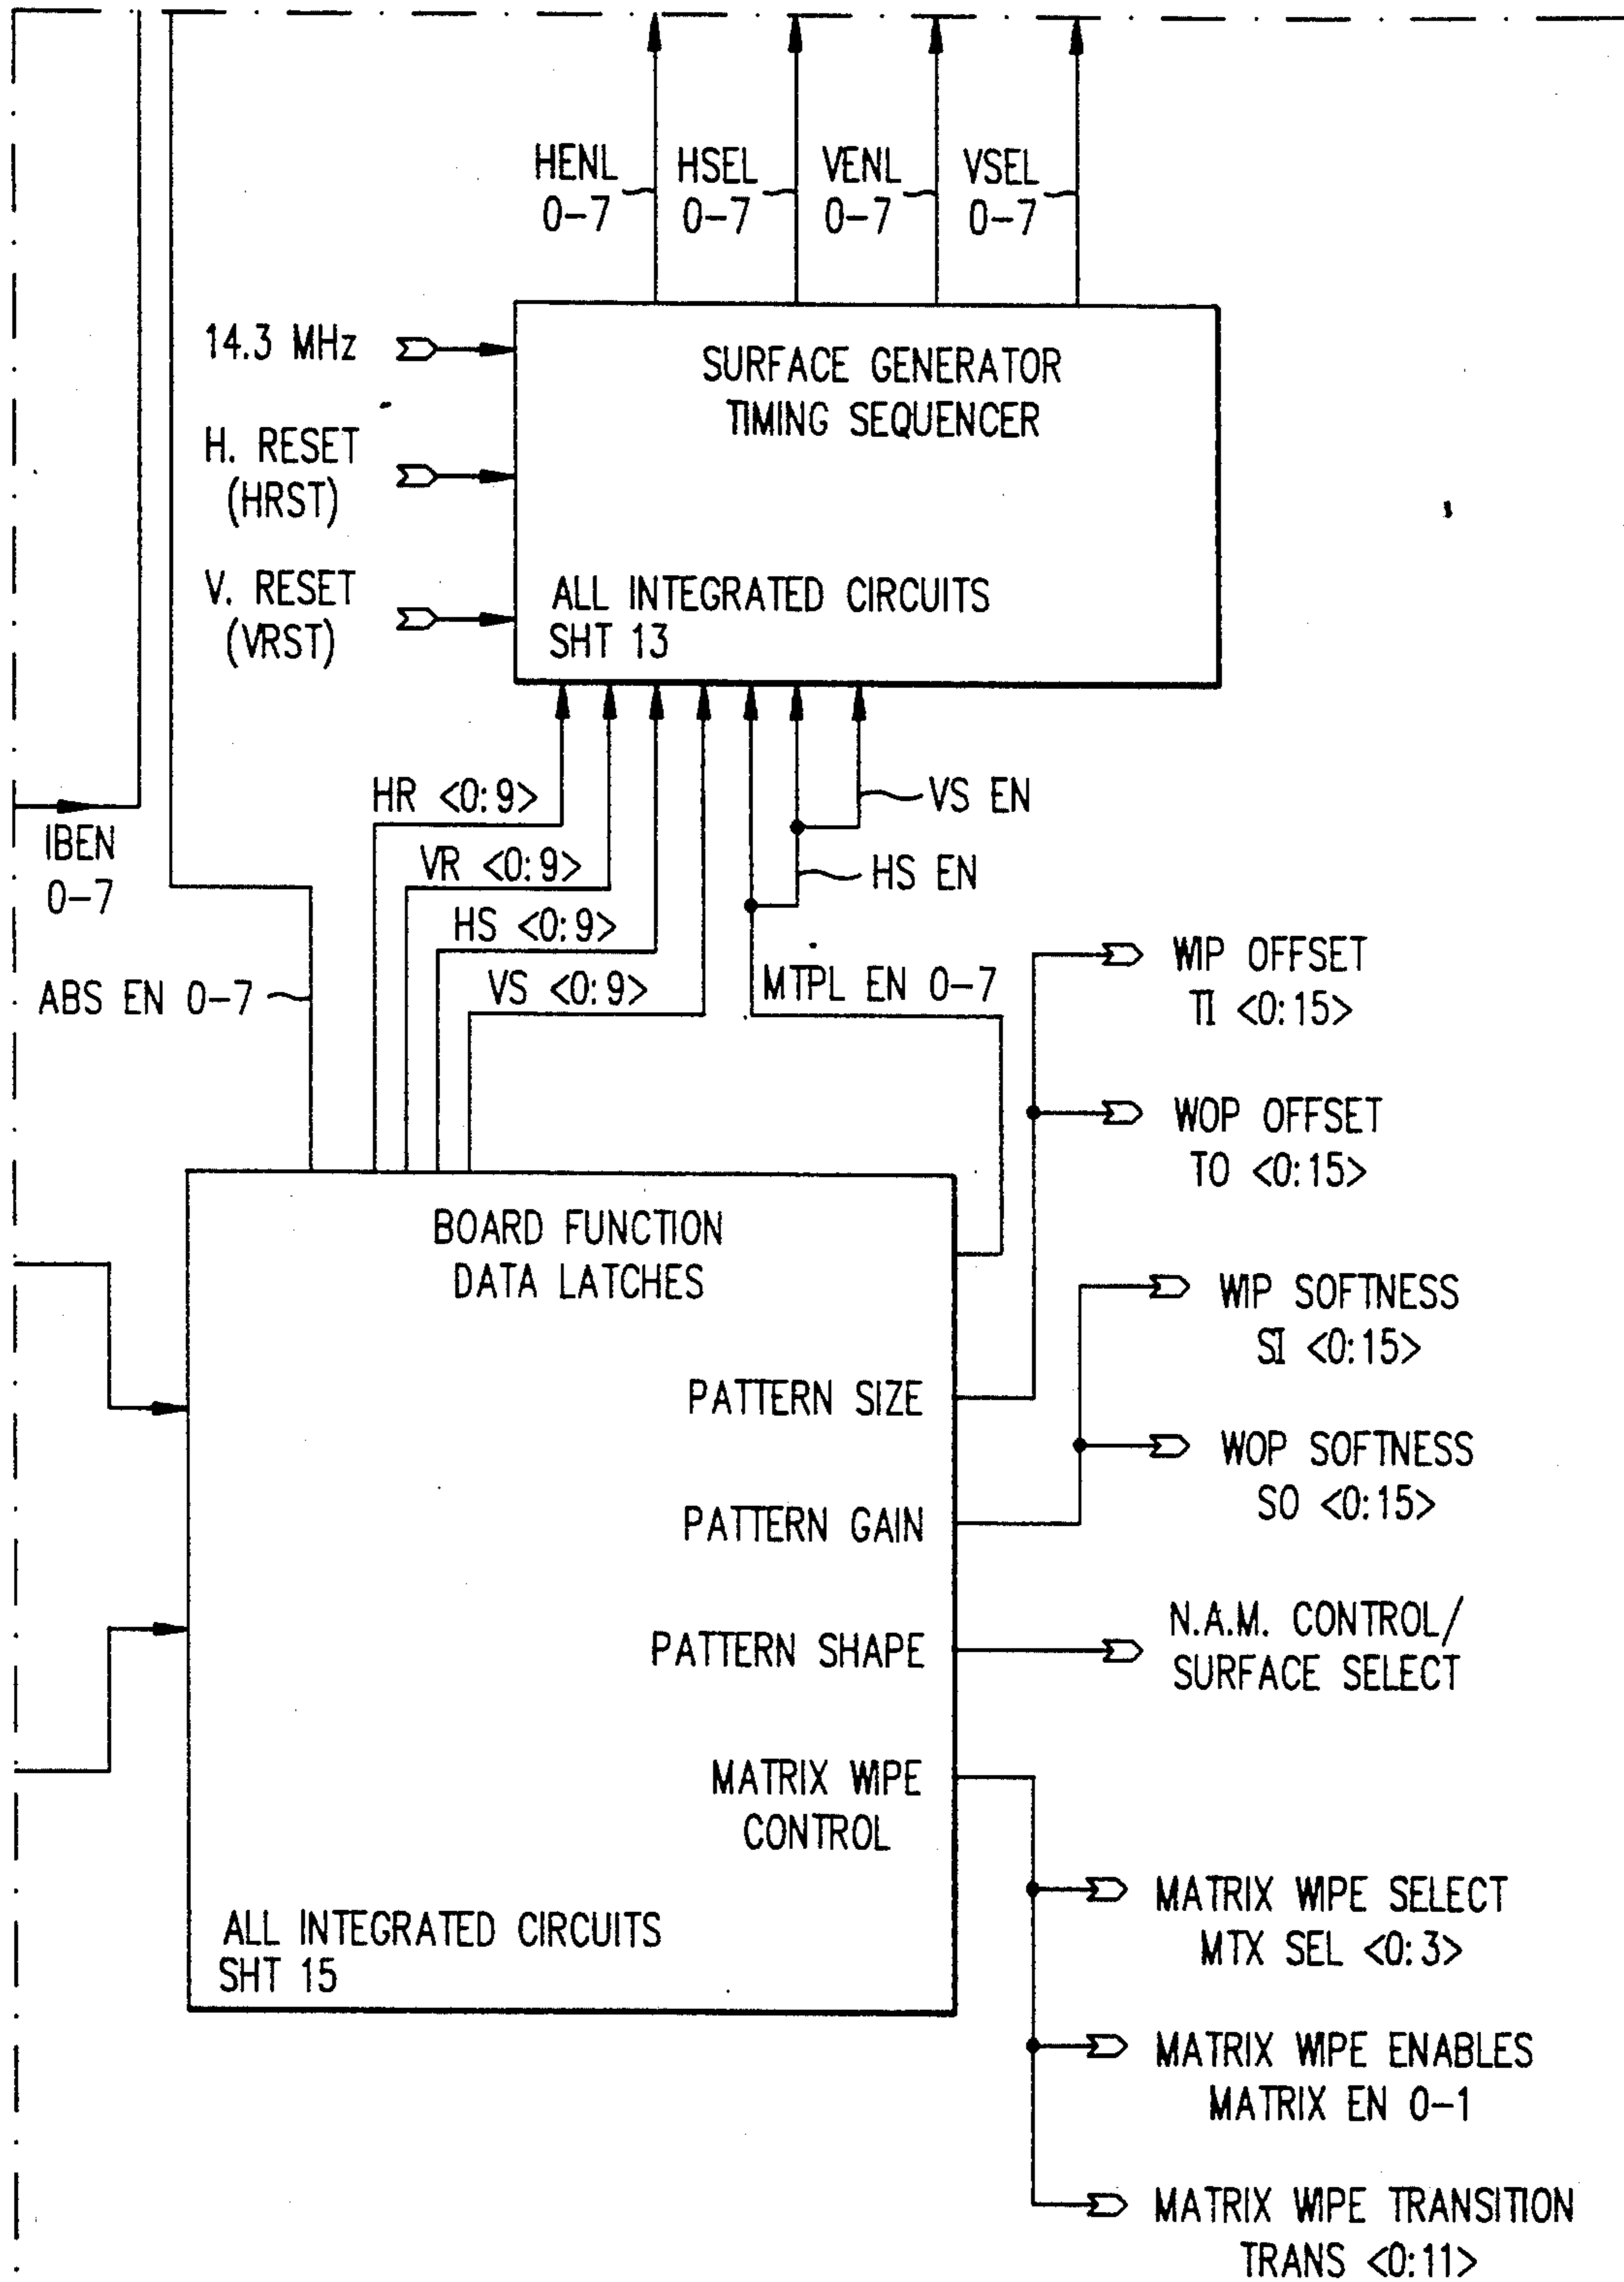 HENL
0-7
HSEL
0-7
VENL
0-7
VSEL
0-7
14.3 MHz
H. RESET
(HRST)
V. RESET
(VRST)
SURFACE GENERATOR
TIMING SEQUENCER
ALL INTEGRATED CIRCUITS
SHT 13
IBEN
0-7
HR <0:9>
VR <0:9>
HS <0:9>
VS <0:9>
VS EN
HS EN
MTPL EN 0-7
ABS EN 0-7
WIP OFFSET
TI <0:15>
WOP OFFSET
TO <0:15>
BOARD FUNCTION
DATA LATCHES
WIP SOFTNESS
SI <0:15>
PATTERN SIZE
WOP SOFTNESS
SO <0:15>
PATTERN GAIN
N.A.M. CONTROL/
SURFACE SELECT
PATTERN SHAPE
MATRIX WIPE
CONTROL
ALL INTEGRATED CIRCUITS
SHT 15
MATRIX WIPE SELECT
MTX SEL <0:3>
MATRIX WIPE ENABLES
MATRIX EN 0-1
MATRIX WIPE TRANSITION
TRANS <0:11>